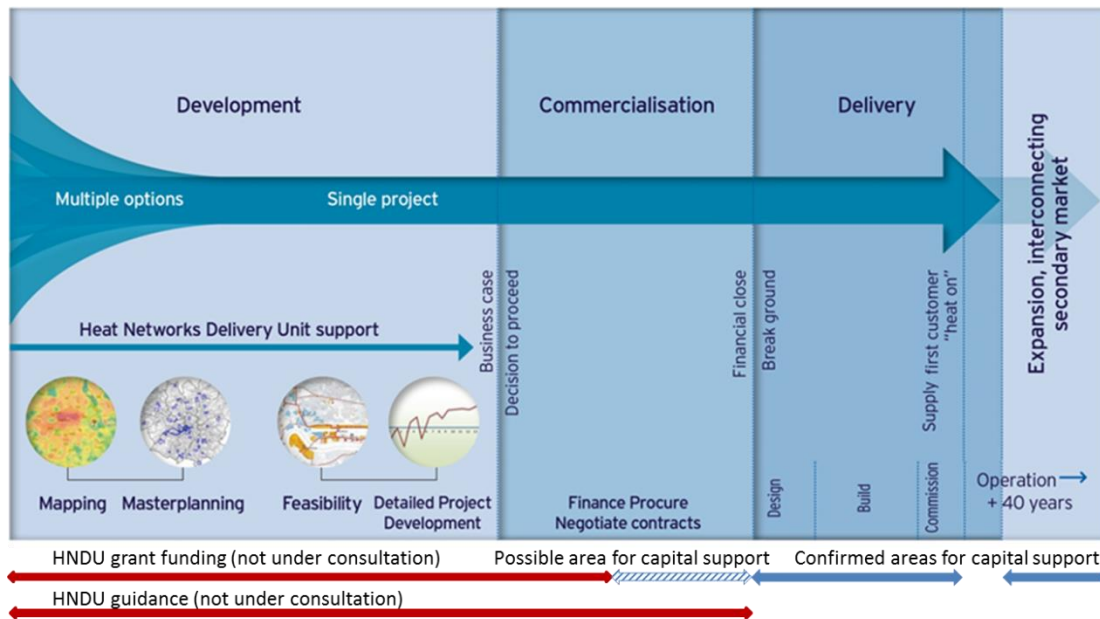 Development
Commercialisation
Delivery
Multiple options
Single project
Heat Networks Delivery Unit support
Business case
Decision to proceed
Financial close
Break ground
Supply first customer
"heat on"
Expansion, interconnecting
secondary market
Mapping
Masterplanning
Feasibility
Detailed Project
Development
Finance Procure
Negotiate contracts
Design
Build
Commission
Operation
+ 40 years
HNDU grant funding (not under consultation)
Possible area for capital support
Confirmed areas for capital support
HNDU guidance (not under consultation)